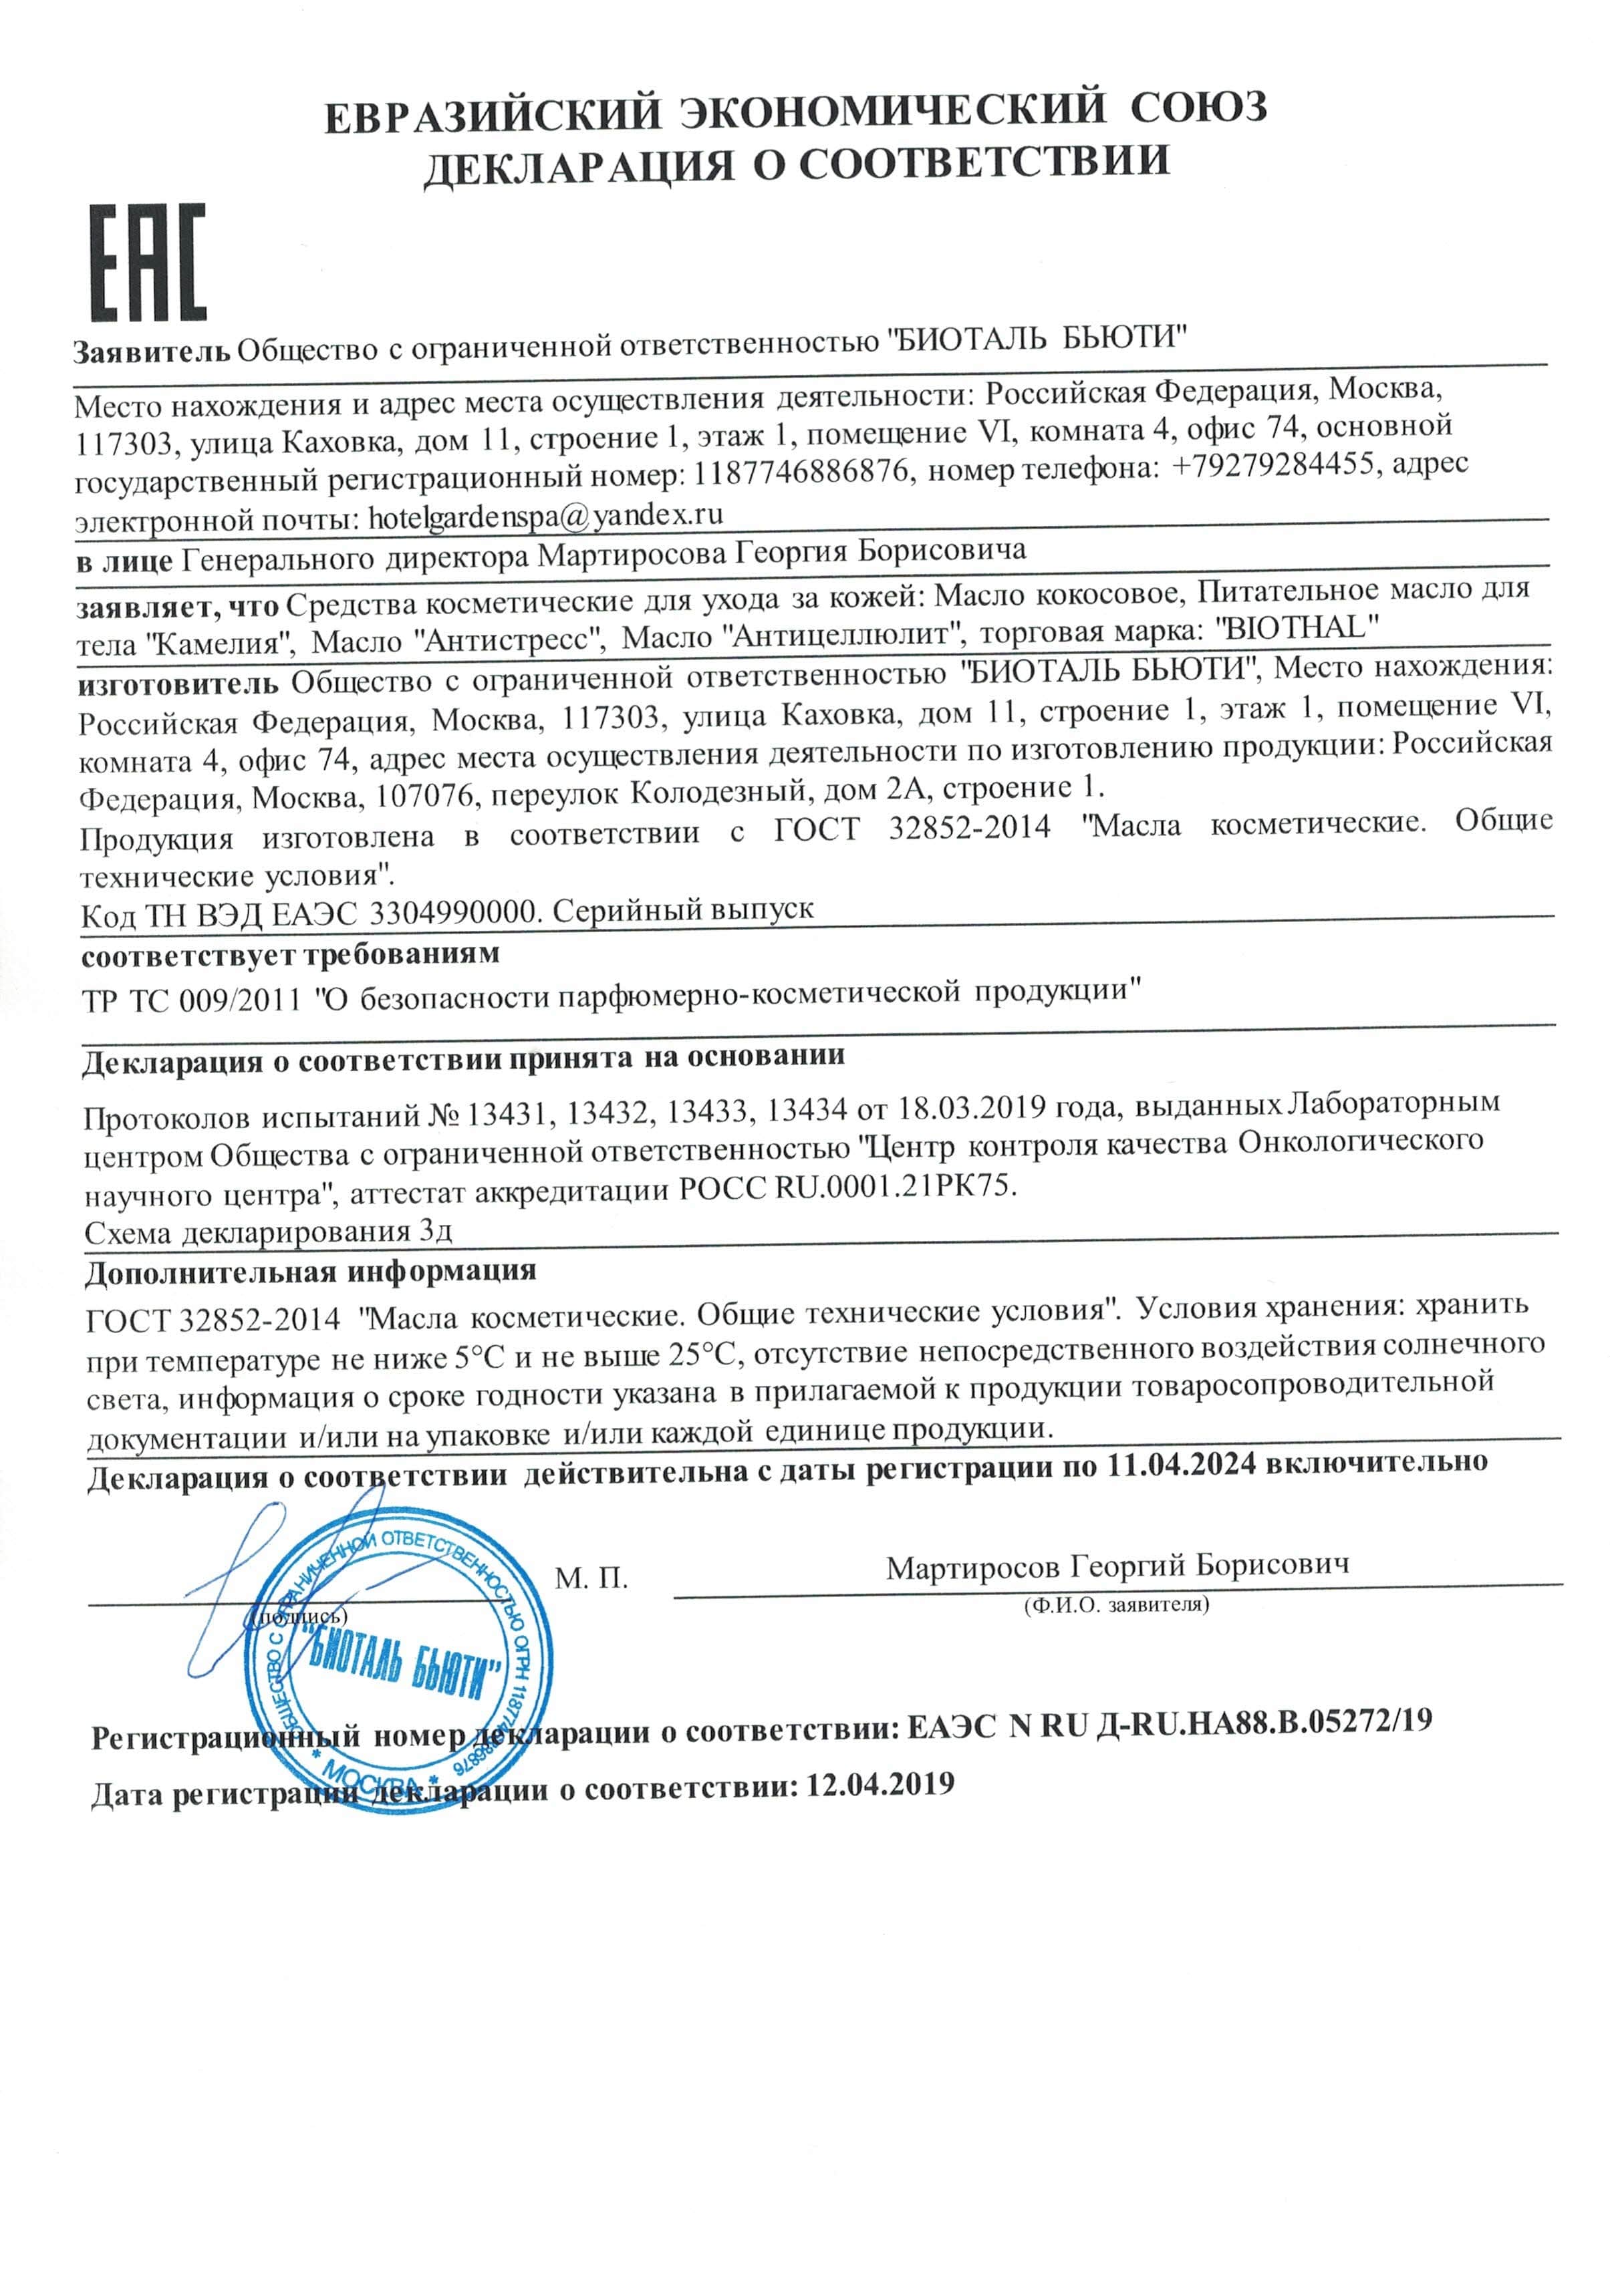 ЕВРАЗИЙСКИЙ ЭКОНОМИЧЕСКИЙ СОЮЗ
ДЕКЛАРАЦИЯ О СООТВЕТСТВИИ
ЕАС
Заявитель Общество с ограниченной ответственностью "БИОТАЛЬ БЬЮТИ"
Место нахождения и адрес места осуществления деятельности: Российская Федерация, Москва,
117303, улица Каховка, дом 11, строение 1, этаж 1, помещение VI, комната 4, офис 74, основной
государственный регистрационный номер: 1187746886876, номер телефона: +79279284455, адрес
электронной почты: hotelgardenspa@yandex.ru
в лице Генерального директора Мартиросова Георгия Борисовича
заявляет, что Средства косметические для ухода за кожей: Масло кокосовое, Питательное масло для
тела "Камелия", Масло "Антистресс", Масло "Антицеллюлит", торговая марка: "BIOTHAL"
изготовитель Общество с ограниченной ответственностью "БИОТАЛЬ БЬЮТИ", Место нахождения:
Российская Федерация, Москва, 117303, улица Каховка, дом 11, строение 1, этаж 1, помещение VI,
комната 4, офис 74, адрес места осуществления деятельности по изготовлению продукции: Российская
Федерация, Москва, 107076, переулок Колодезный, дом 2А, строение 1.
Продукция изготовлена в соответствии с ГОСТ 32852-2014 "Масла косметические. Общие
технические условия".
Код ТН ВЭД ЕАЭС 3304990000. Серийный выпуск
соответствует требованиям
ТР ТС 009/2011 "О безопасности парфюмерно-косметической продукции"
Декларация о соответствии принята на основании
Протоколов испытаний № 13431, 13432, 13433, 13434 от 18.03.2019 года, выданных Лабораторным
центром Общества с ограниченной ответственностью "Центр контроля качества Онкологического
научного центра", аттестат аккредитации РОСС RU.0001.21РК75.
Схема декларирования 3д
Дополнительная информация
ГОСТ 32852-2014 "Масла косметические. Общие технические условия". Условия хранения: хранить
при температуре не ниже 5°С и не выше 25°С, отсутствие непосредственного воздействия солнечного
света, информация о сроке годности указана в прилагаемой к продукции товаросопроводительной
документации и/или на упаковке и/или каждой единице продукции.
Декларация о соответствии действительна с даты регистрации по 11.04.2024 включительно
М. П.
Мартиросов Георгий Борисович
(подпись)
(Ф.И.О. заявителя)
ОБЩЕСТВО С ОГРАНИЧЕННОЙ ОТВЕТСТВЕННОСТЬЮ ОГРН 1187746886876
"БИОТАЛЬ БЬЮТИ"
* МОСКВА *
Регистрационный номер декларации о соответствии: ЕАЭС N RU Д-RU.НА88.В.05272/19
Дата регистрации декларации о соответствии: 12.04.2019